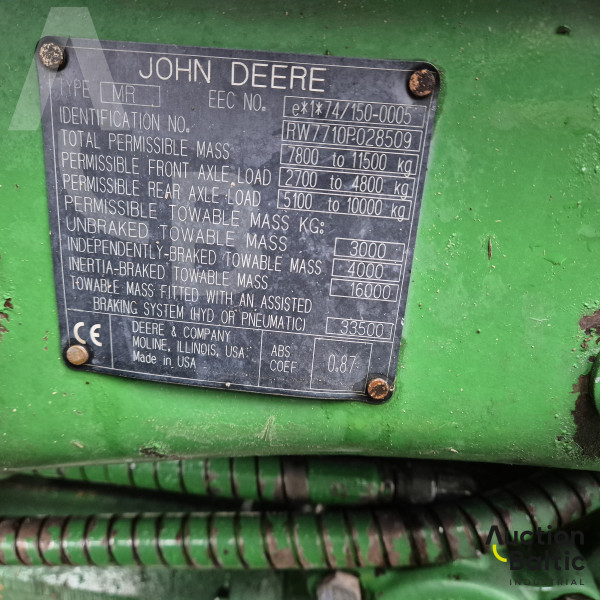 JOHN DEERE
TYPE MR EEC NO. e*1*74/150-0005
IDENTIFICATION NO. RW7710P028509
TOTAL PERMISSIBLE MASS 7800 to 11500 kg
PERMISSIBLE FRONT AXLE LOAD 2700 to 4800 kg
PERMISSIBLE REAR AXLE LOAD 5100 to 10000 kg
PERMISSIBLE TOWABLE MASS KG:
UNBRAKED TOWABLE MASS 3000
INDEPENDENTLY-BRAKED TOWABLE MASS 4000
INERTIA-BRAKED TOWABLE MASS 16000
TOWABLE MASS FITTED WITH AN ASSISTED
BRAKING SYSTEM (HYD OR PNEUMATIC) 33500
CE
DEERE & COMPANY
MOLINE, ILLINOIS, USA.
Made in USA
ABS
COEF
0.87
Auction
Baltic
INDUSTRIAL